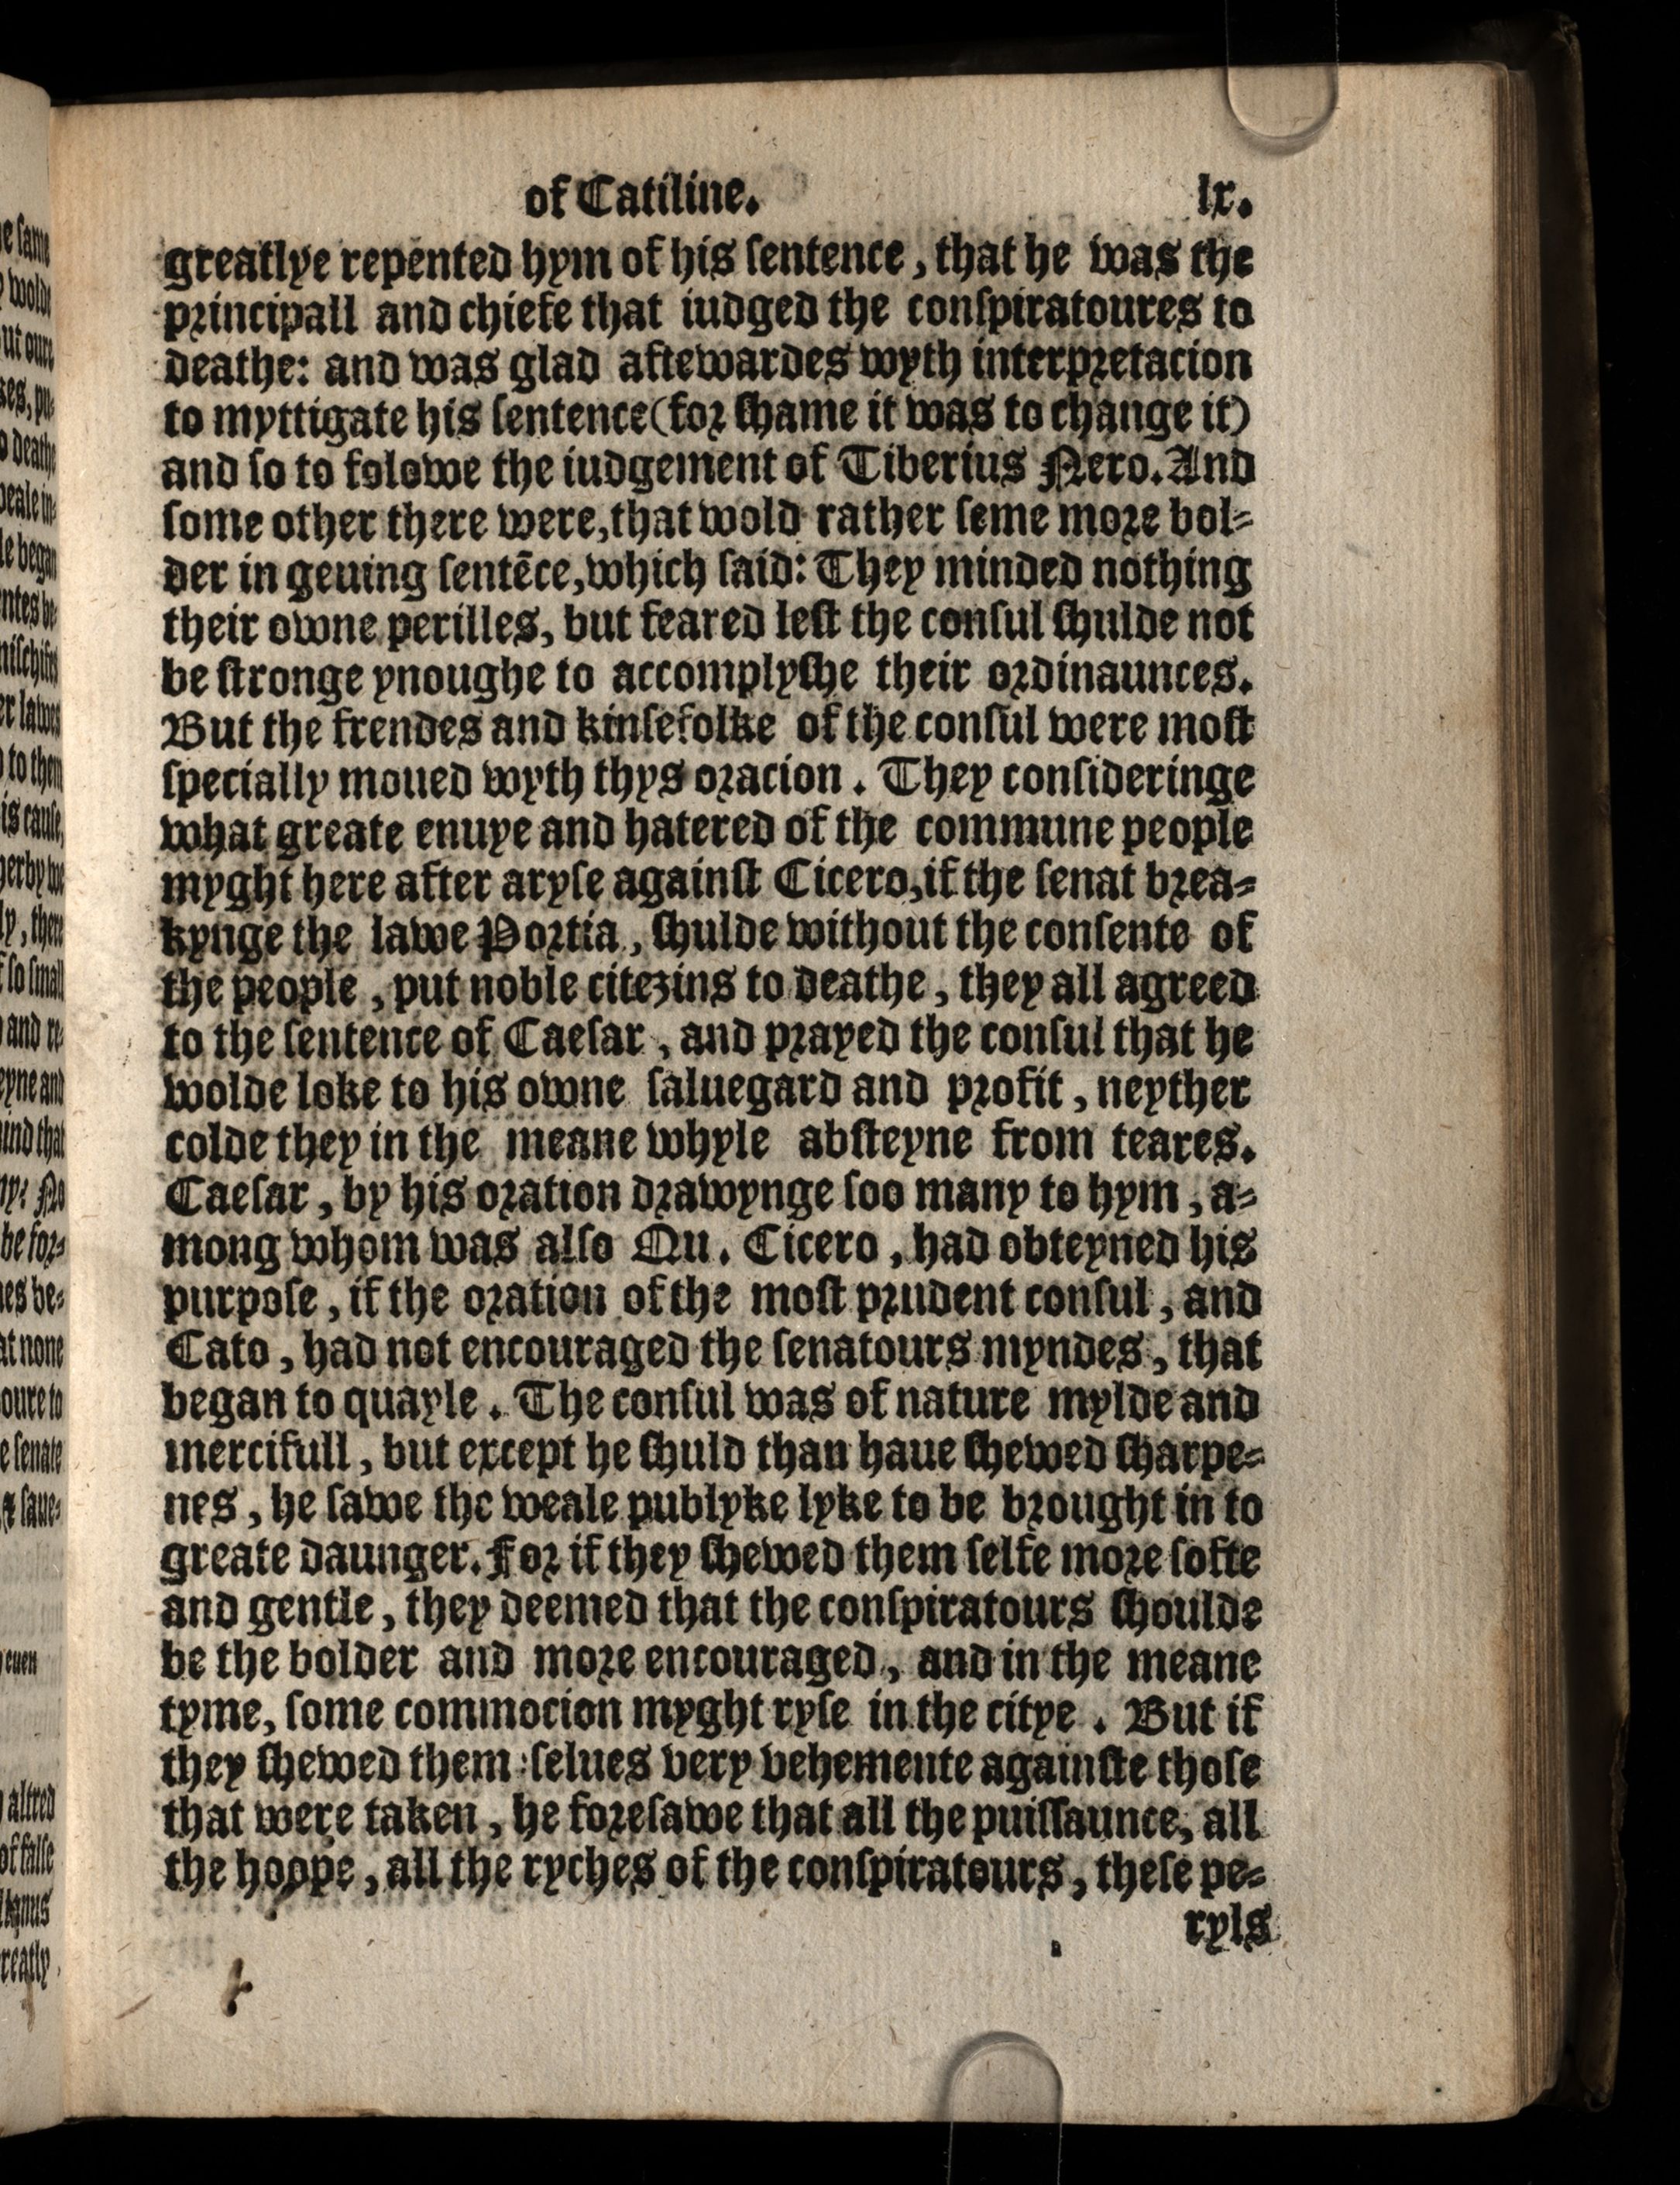 of Catiline. lx.
greatlye repented hym of his ſentence, that he was the
principall and chiefe that iudged the conſpiratoures to
deathe: and was glad aftewardes wyth interpretacion
to myttigate his ſentence (for ſhame it was to change it)
and ſo to folowe the iudgement of Tiberius Nero. And
ſome other there were, that wold rather ſeme more bol⸗
der in geuing ſentēce, which ſaid: They minded nothing
their owne perilles, but feared leſt the conſul ſhulde not
be ſtronge ynoughe to accomplyſhe their ordinaunces.
But the frendes and kinſefolke of the conſul were moſt
ſpecially moued wyth thys oracion. They conſideringe
what greate enuye and hatered of the commune people
myght here after aryſe againſt Cicero, if the ſenat brea⸗
kynge the lawe Portia, ſhulde without the conſente of
the people, put noble citezins to deathe, they all agreed
to the ſentence of Caeſar, and prayed the conſul that he
wolde loke to his owne ſaluegard and profit, neyther
colde they in the meane whyle abſteyne from teares.
Caeſar, by his oration drawynge ſoo many to hym, a⸗
mong whom was alſo Qu. Cicero, had obteyned his
purpoſe, if the oration of the moſt prudent conſul, and
Cato, had not encouraged the ſenatours myndes, that
began to quayle. The conſul was of nature mylde and
mercifull, but except he ſhuld than haue ſhewed ſharpe⸗
nes, he ſawe the weale publyke lyke to be brought in to
greate daunger. For if they ſhewed them ſelfe more ſofte
and gentle, they deemed that the conſpiratours ſhoulde
be the bolder and more encouraged, and in the meane
tyme, ſome commocion myght ryſe in the citye. But if
they ſhewed them ſelues very vehemente againſte thoſe
that were taken, he foreſawe that all the puiſſaunce, all
the hoope, all the ryches of the conſpiratours, theſe pe⸗
ryls